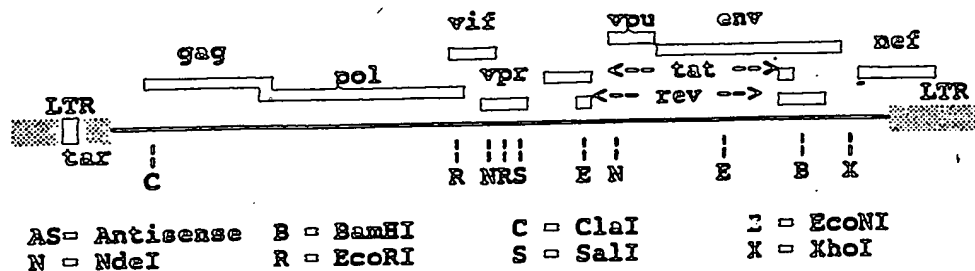 vif vpu env
gag nef
pol vpr <-- tat -->
LTR <-- rev --> LTR
tar
C R N R S E N E B X
AS = Antisense B = BamHI C = ClaI E = EcoNI
N = NdeI R = EcoRI S = SalI X = XhoI